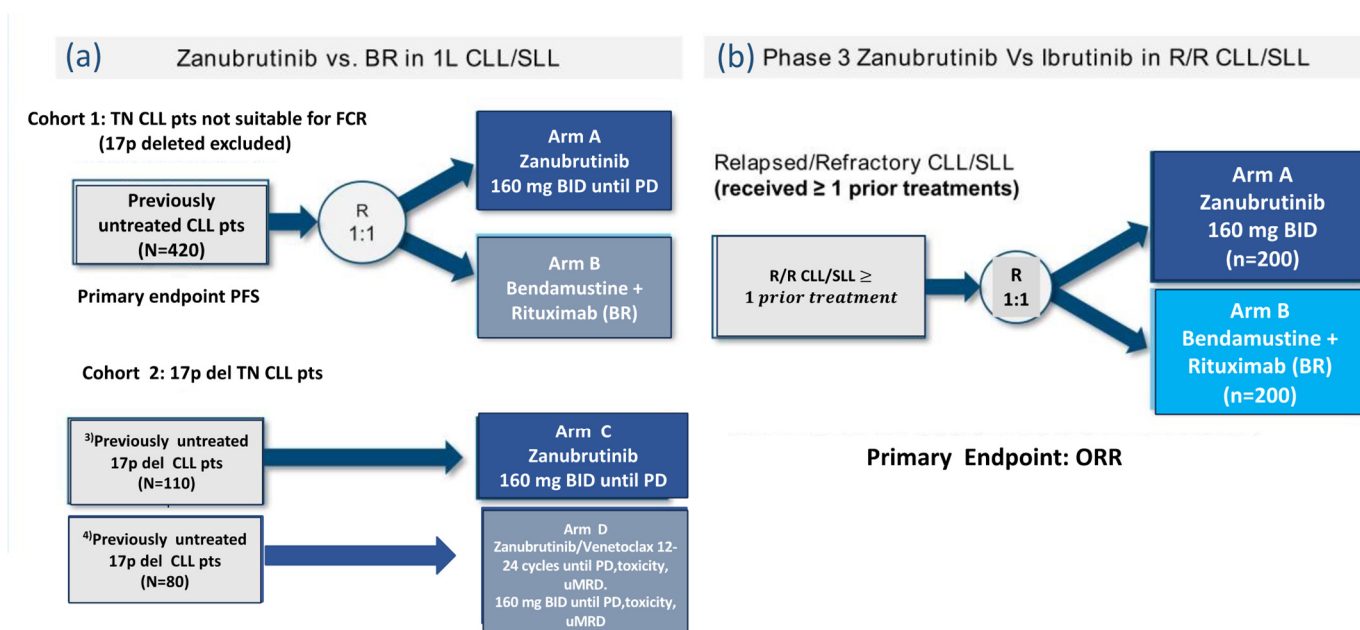 (a) Zanubrutinib vs. BR in 1L CLL/SLL
Cohort 1: TN CLL pts not suitable for FCR
(17p deleted excluded)
Previously
untreated CLL pts
(N=420)
R
1:1
Arm A
Zanubrutinib
160 mg BID until PD
Arm B
Bendamustine +
Rituximab (BR)
Primary endpoint PFS
Cohort 2: 17p del TN CLL pts
3)Previously untreated
17p del CLL pts
(N=110)
Arm C
Zanubrutinib
160 mg BID until PD
4)Previously untreated
17p del CLL pts
(N=80)
Arm D
Zanubrutinib/Venetoclax 12-
24 cycles until PD,toxicity,
uMRD.
160 mg BID until PD,toxicity,
uMRD
(b) Phase 3 Zanubrutinib Vs Ibrutinib in R/R CLL/SLL
Relapsed/Refractory CLL/SLL
(received ≥ 1 prior treatments)
R/R CLL/SLL ≥
1 prior treatment
R
1:1
Arm A
Zanubrutinib
160 mg BID
(n=200)
Arm B
Bendamustine +
Rituximab (BR)
(n=200)
Primary Endpoint: ORR